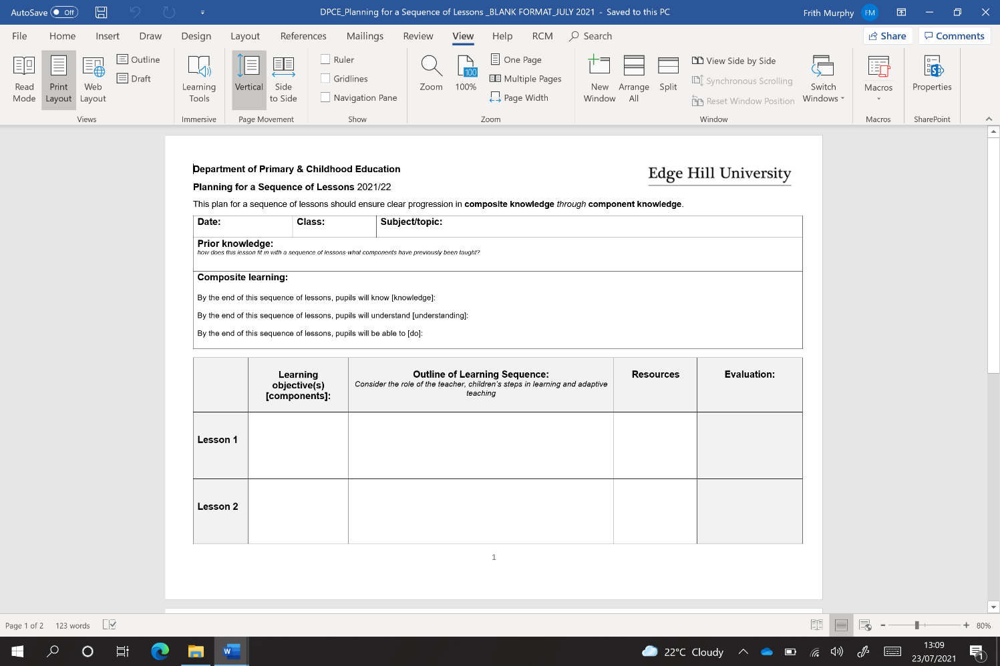 AutoSave Off DPCE_Planning for a Sequence of Lessons _BLANK FORMAT_JULY 2021 - Saved to this PC Frith Murphy FM
File Home Insert Draw Design Layout References Mailings Review View Help RCM Search Share Comments
Read Mode
Print Layout
Web Layout
Outline
Draft
Views
Learning Tools
Immersive
Vertical
Side to Side
Page Movement
Ruler
Gridlines
Navigation Pane
Show
Zoom
100
100%
One Page
Multiple Pages
Page Width
Zoom
New Window
Arrange All
Split
View Side by Side
Synchronous Scrolling
Reset Window Position
Switch Windows
Window
Macros
Macros
Properties
SharePoint
Department of Primary & Childhood Education
Edge Hill University
Planning for a Sequence of Lessons 2021/22
This plan for a sequence of lessons should ensure clear progression in composite knowledge through component knowledge.
Date: Class: Subject/topic:
Prior knowledge:
how does this lesson fit in with a sequence of lessons-what components have previously been taught?
Composite learning:
By the end of this sequence of lessons, pupils will know [knowledge]:
By the end of this sequence of lessons, pupils will understand [understanding]:
By the end of this sequence of lessons, pupils will be able to [do]:
Learning
objective(s)
[components]:
Outline of Learning Sequence:
Consider the role of the teacher, children's steps in learning and adaptive
teaching
Resources
Evaluation:
Lesson 1
Lesson 2
1
Page 1 of 2 123 words 80%
W 22°C Cloudy
13:09
23/07/2021
1